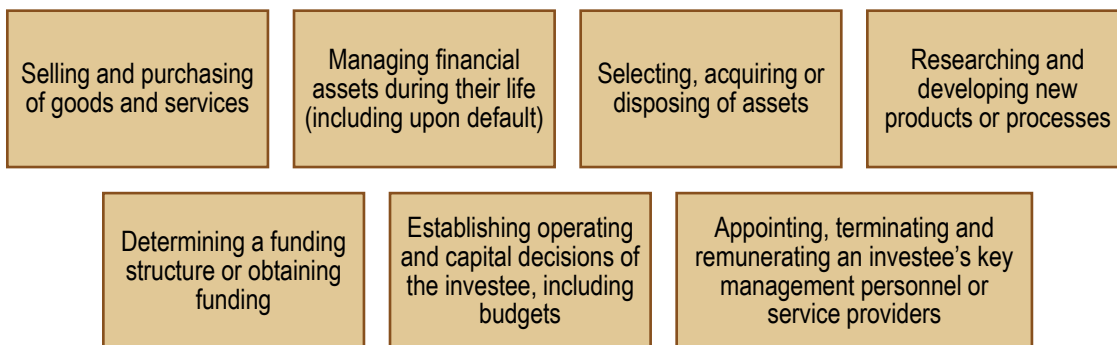 Selling and purchasing
of goods and services
Managing financial
assets during their life
(including upon default)
Selecting, acquiring or
disposing of assets
Researching and
developing new
products or processes
Determining a funding
structure or obtaining
funding
Establishing operating
and capital decisions of
the investee, including
budgets
Appointing, terminating and
remunerating an investee’s key
management personnel or
service providers